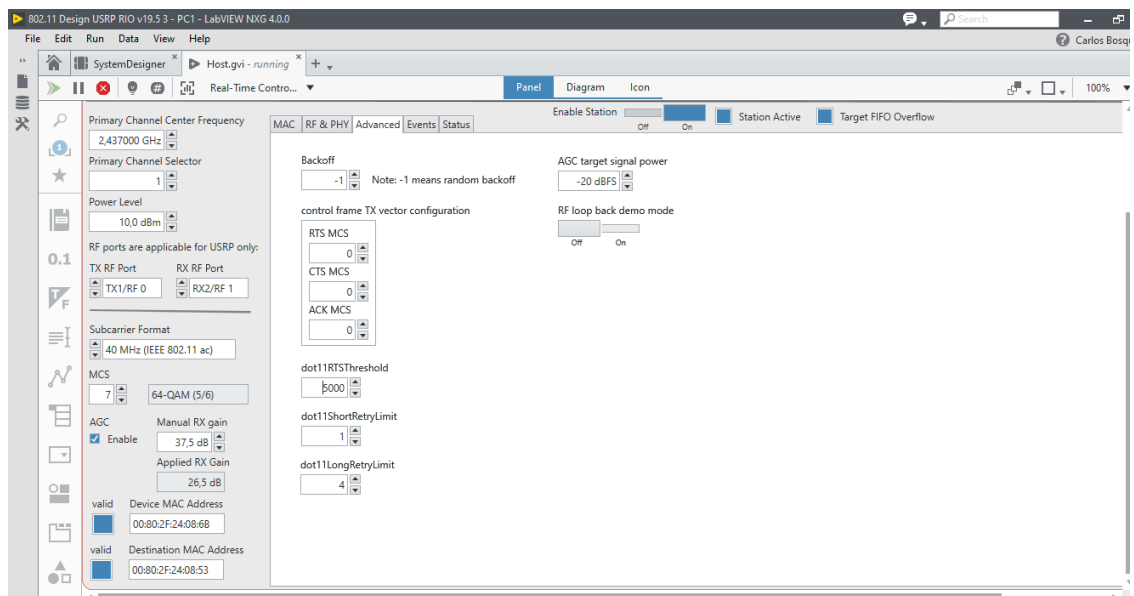 802.11 Design USRP RIO v19.5 3 - PC1 - LabVIEW NXG 4.0.0
Search
File Edit Run Data View Help
Carlos Bosq
SystemDesigner
Host.gvi - running
Real-Time Contro...
Panel
Diagram
Icon
100%
Primary Channel Center Frequency
2,437000 GHz
Primary Channel Selector
1
Power Level
10,0 dBm
RF ports are applicable for USRP only:
TX RF Port RX RF Port
TX1/RF 0 RX2/RF 1
Subcarrier Format
40 MHz (IEEE 802.11 ac)
MCS
7 64-QAM (5/6)
AGC Manual RX gain
Enable 37,5 dB
Applied RX Gain
26,5 dB
valid Device MAC Address
00:80:2F:24:08:6B
valid Destination MAC Address
00:80:2F:24:08:53
MAC RF & PHY Advanced Events Status
Enable Station
Off On
Station Active
Target FIFO Overflow
Backoff
-1 Note: -1 means random backoff
control frame TX vector configuration
RTS MCS
0
CTS MCS
0
ACK MCS
0
dot11RTSThreshold
5000
dot11ShortRetryLimit
1
dot11LongRetryLimit
4
AGC target signal power
-20 dBFS
RF loop back demo mode
Off On
1
0.1
T
F